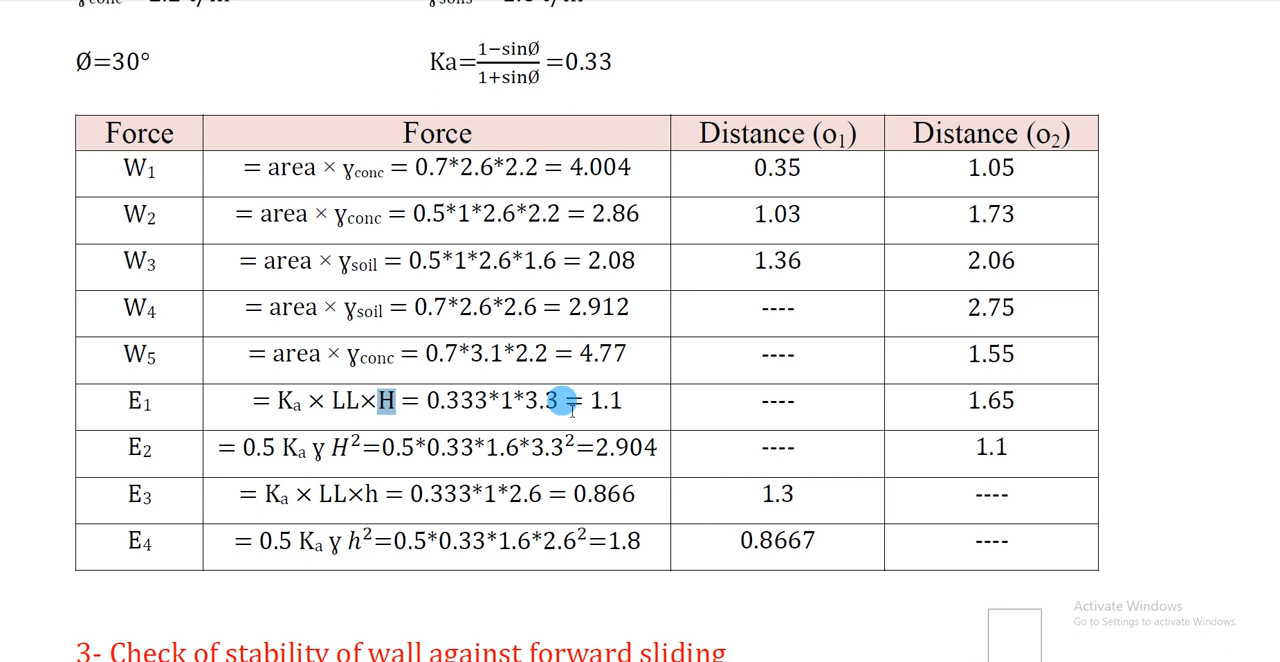 Ø=30° Ka=1−sinØ/1+sinØ=0.33
Force Force Distance (o₁) Distance (o₂)
W₁ = area × ɣconc = 0.7*2.6*2.2 = 4.004 0.35 1.05
W₂ = area × ɣconc = 0.5*1*2.6*2.2 = 2.86 1.03 1.73
W₃ = area × ɣsoil = 0.5*1*2.6*1.6 = 2.08 1.36 2.06
W₄ = area × ɣsoil = 0.7*2.6*2.6 = 2.912 ---- 2.75
W₅ = area × ɣconc = 0.7*3.1*2.2 = 4.77 ---- 1.55
E₁ = Kₐ × LL×H = 0.333*1*3.3 = 1.1 ---- 1.65
E₂ = 0.5 Kₐ ɣ H²=0.5*0.33*1.6*3.3²=2.904 ---- 1.1
E₃ = Kₐ × LL×h = 0.333*1*2.6 = 0.866 1.3 ----
E₄ = 0.5 Kₐ ɣ h²=0.5*0.33*1.6*2.6²=1.8 0.8667 ----
Activate Windows
Go to Settings to activate Windows.
3- Check of stability of wall against forward sliding